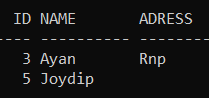 ID NAME       ADRESS
---- ---------- --------
3 Ayan       Rnp
5 Joydip